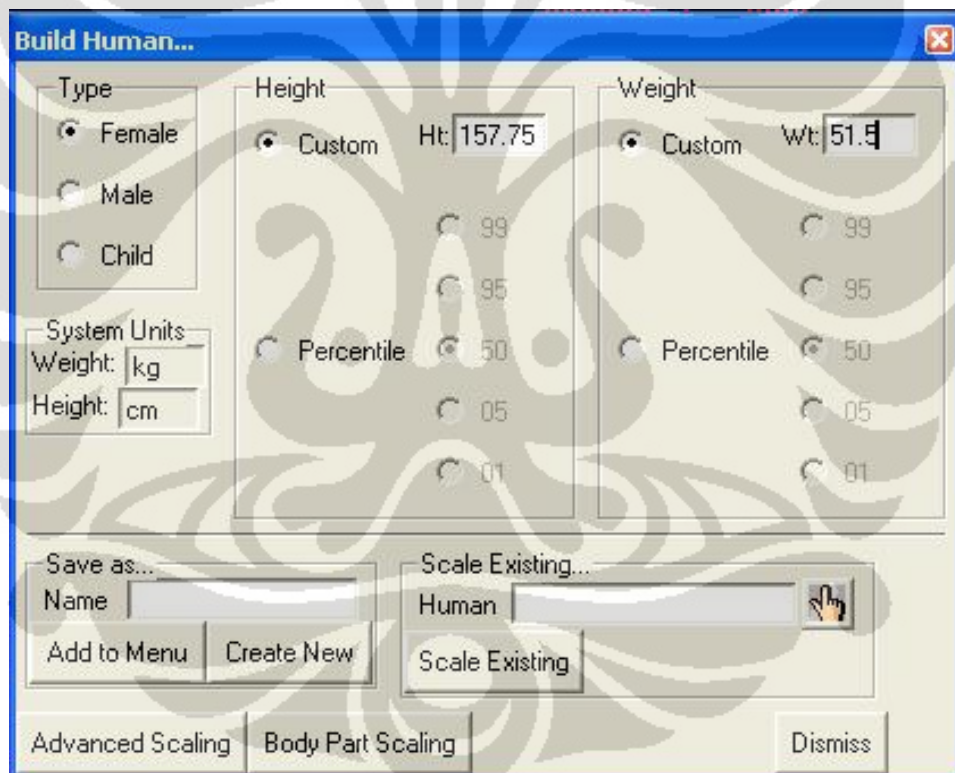 Build Human...
Type
Female
Male
Child
System Units
Weight: kg
Height: cm
Height
Custom Ht: 157.75
99
95
Percentile 50
05
01
Weight
Custom Wt: 51.5
99
95
Percentile 50
05
01
Save as...
Name
Add to Menu Create New
Scale Existing...
Human
Scale Existing
Advanced Scaling Body Part Scaling Dismiss